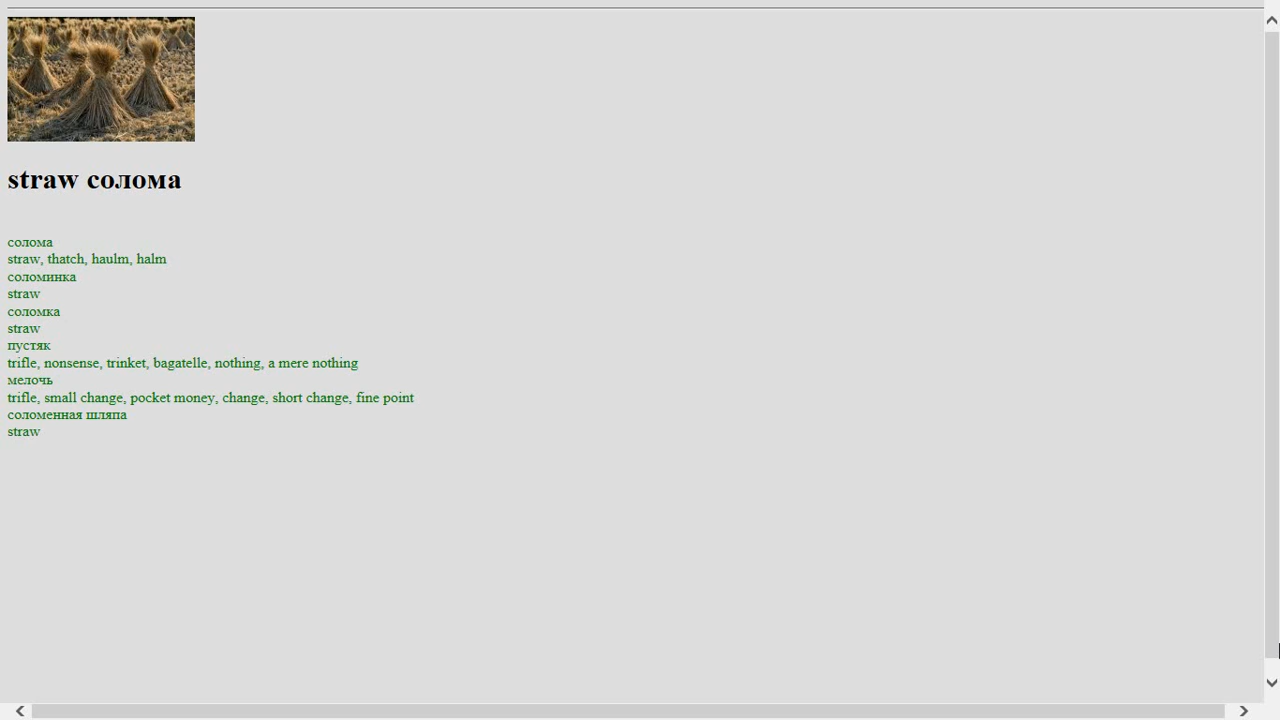 straw солома
солома
straw, thatch, haulm, halm
соломинка
straw
соломка
straw
пустяк
trifle, nonsense, trinket, bagatelle, nothing, a mere nothing
мелочь
trifle, small change, pocket money, change, short change, fine point
соломенная шляпа
straw